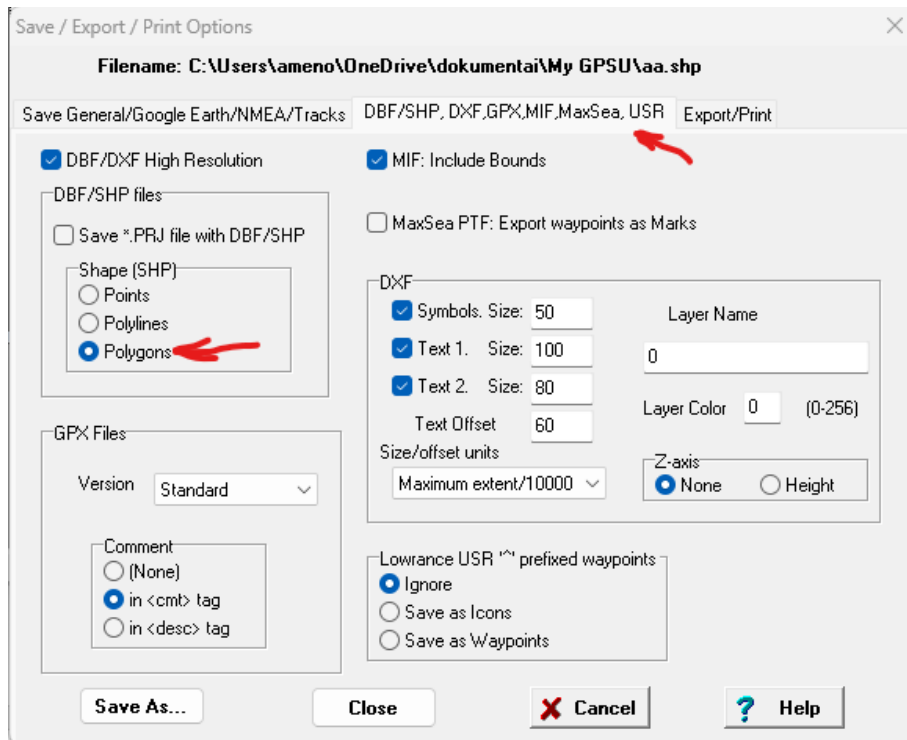 Save / Export / Print Options
Filename: C:\Users\ameno\OneDrive\dokumentai\My GPSU\aa.shp
Save General/Google Earth/NMEA/Tracks
DBF/SHP, DXF,GPX,MIF,MaxSea, USR
Export/Print
DBF/DXF High Resolution
DBF/SHP files
Save *.PRJ file with DBF/SHP
Shape (SHP)
Points
Polylines
Polygons
GPX Files
Version
Standard
Comment
(None)
in <cmt> tag
in <desc> tag
MIF: Include Bounds
MaxSea PTF: Export waypoints as Marks
DXF
Symbols. Size: 50
Text 1. Size: 100
Text 2. Size: 80
Text Offset 60
Size/offset units
Maximum extent/10000
Layer Name
0
Layer Color 0 (0-256)
Z-axis
None
Height
Lowrance USR '^' prefixed waypoints
Ignore
Save as Icons
Save as Waypoints
Save As...
Close
Cancel
? Help